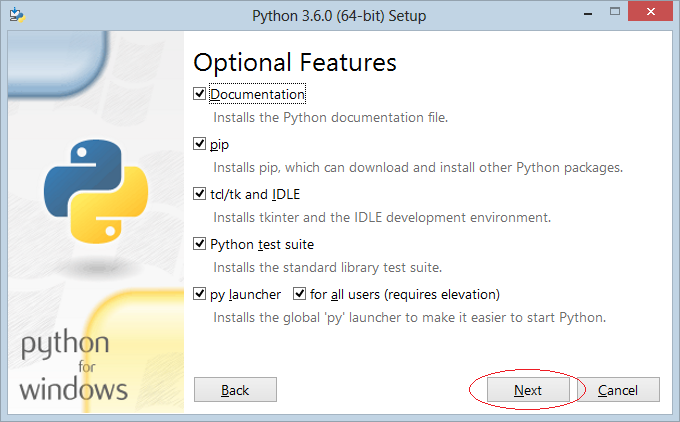 Python 3.6.0 (64-bit) Setup
Optional Features
Documentation
Installs the Python documentation file.
pip
Installs pip, which can download and install other Python packages.
tcl/tk and IDLE
Installs tkinter and the IDLE development environment.
Python test suite
Installs the standard library test suite.
py launcher for all users (requires elevation)
Installs the global 'py' launcher to make it easier to start Python.
python
for
windows
Back Next Cancel